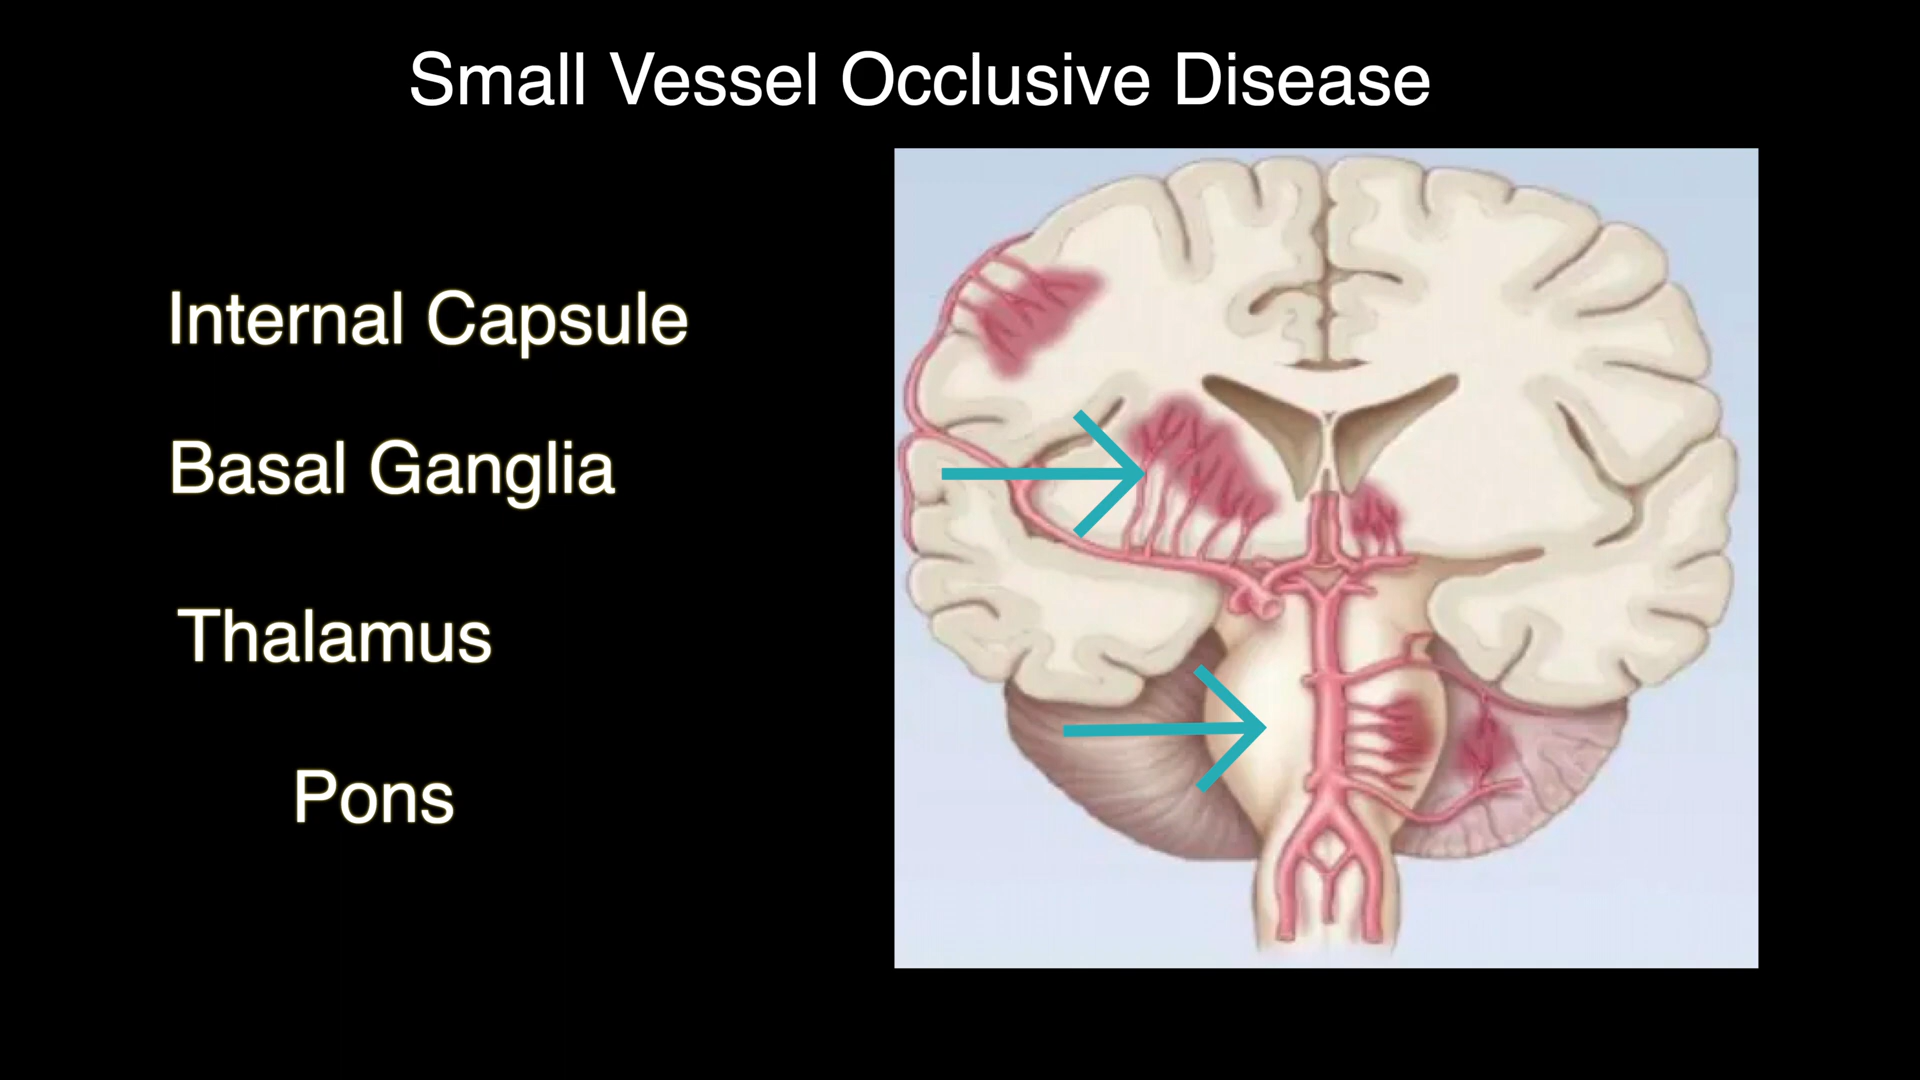 Small Vessel Occlusive Disease
Internal Capsule
Basal Ganglia
Thalamus
Pons